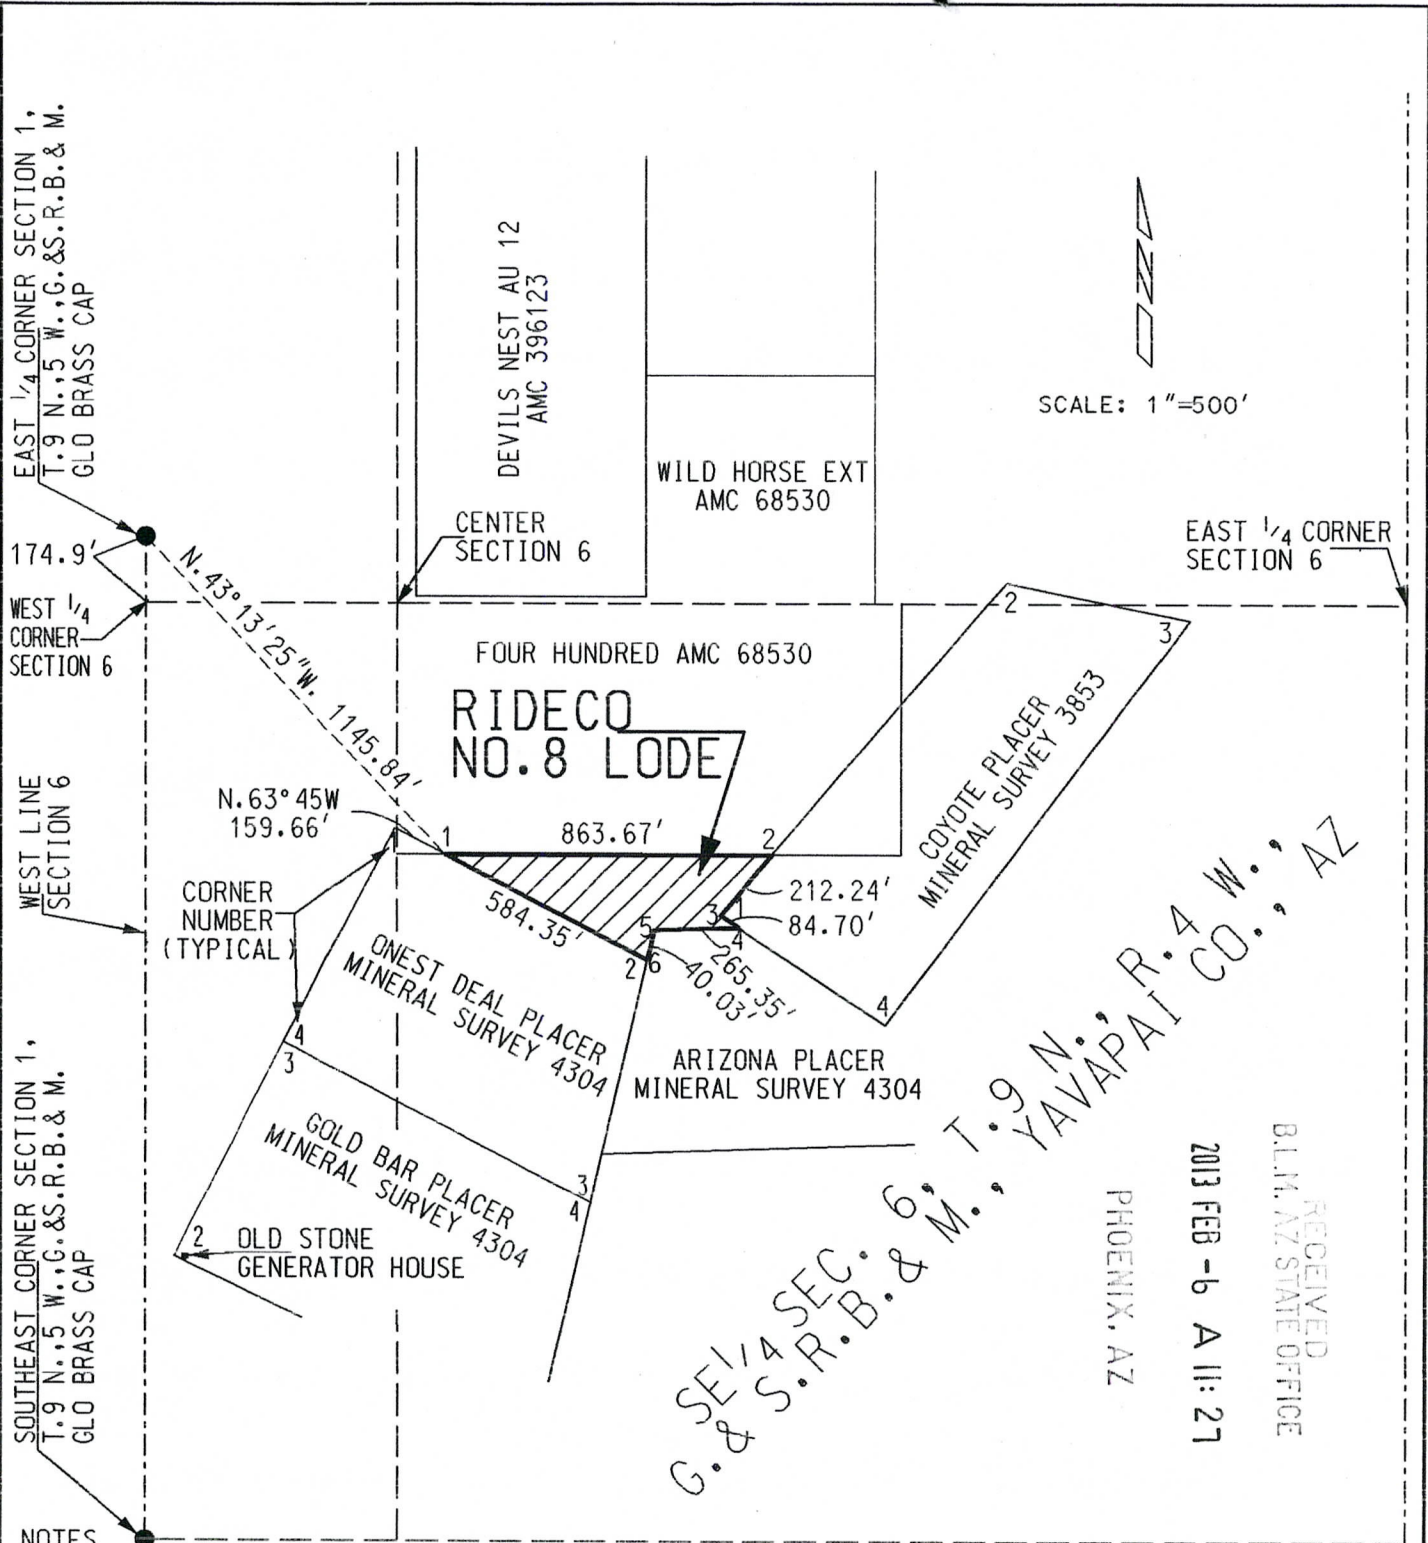 EAST 1/4 CORNER SECTION 1,
T.9 N.,5 W.,G.&S.R.B.& M.
GLO BRASS CAP
DEVILS NEST AU 12
AMC 396123
SCALE: 1"=500'
WILD HORSE EXT
AMC 68530
CENTER
SECTION 6
EAST 1/4 CORNER
SECTION 6
174.9'
WEST 1/4
CORNER
SECTION 6
N.43°13'25"W. 1145.84'
FOUR HUNDRED AMC 68530
RIDECO
NO.8 LODE
2
3
COYOTE PLACER
MINERAL SURVEY 3853
4
WEST LINE
SECTION 6
N.63°45W
159.66'
1
863.67'
2
212.24'
3
84.70'
4
5
265.35'
584.35'
2
6
40.03'
CORNER
NUMBER
(TYPICAL)
1
ONEST DEAL PLACER
MINERAL SURVEY 4304
4
3
ARIZONA PLACER
MINERAL SURVEY 4304
GOLD BAR PLACER
MINERAL SURVEY 4304
3
4
2
OLD STONE
GENERATOR HOUSE
SE1/4 SEC. 6, T.9 N., R.4 W.,
G.& S.R.B.& M., YAVAPAI CO., AZ
RECEIVED
B.L.M. AZ STATE OFFICE
2013 FEB -6 A 11: 27
PHOENIX, AZ
SOUTHEAST CORNER SECTION 1,
T.9 N.,5 W.,G.&S.R.B.& M.
GLO BRASS CAP
NOTES